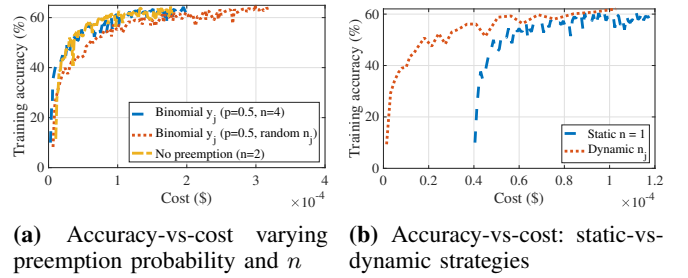 Training accuracy (%)
60
40
20
0
0
1
2
3
4
×10⁻⁴
Cost ($)
Binomial y_j (p=0.5, n=4)
Binomial y_j (p=0.5, random n_j)
No preemption (n=2)
Training accuracy (%)
60
40
20
0
0
0.2
0.4
0.6
0.8
1.0
1.2
×10⁻⁴
Cost ($)
Static n = 1
Dynamic n_j
(a) Accuracy-vs-cost varying
preemption probability and n
(b) Accuracy-vs-cost: static-vs-
dynamic strategies